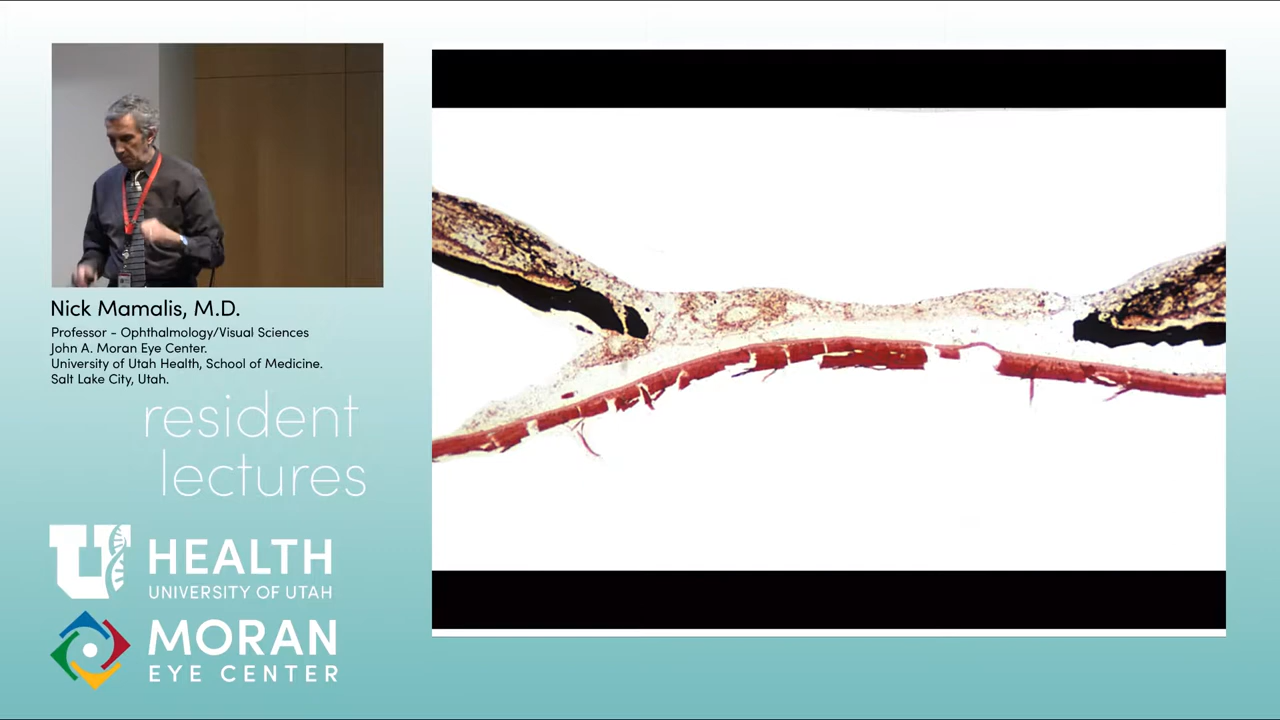 Nick Mamalis, M.D.
Professor - Ophthalmology/Visual Sciences
John A. Moran Eye Center.
University of Utah Health, School of Medicine.
Salt Lake City, Utah.
resident
lectures
U HEALTH
UNIVERSITY OF UTAH
MORAN
EYE CENTER